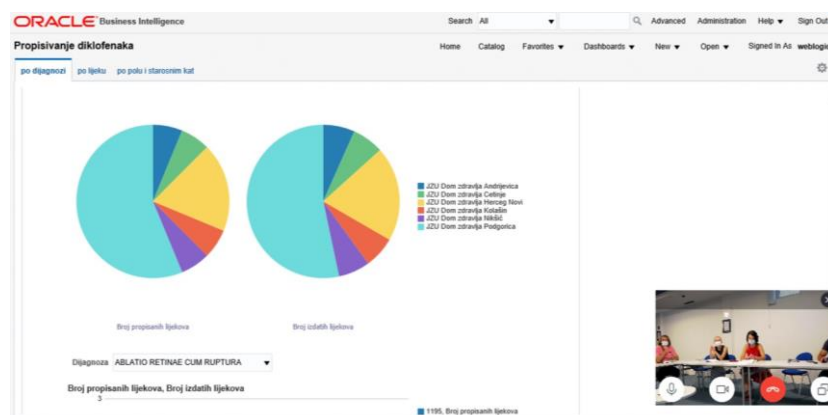 ORACLE Business Intelligence
Search All Advanced Administration Help Sign Out
Propisivanje diklofenaka
Home Catalog Favorites Dashboards New Open Signed In As weblogic
po dijagnozi po lijeku po polu i starosnim kat
JZU Dom zdravlja Andrijevica
JZU Dom zdravlja Cetinje
JZU Dom zdravlja Herceg Novi
JZU Dom zdravlja Kolašin
JZU Dom zdravlja Nikšić
JZU Dom zdravlja Podgorica
Broj propisanih lijekova Broj izdatih lijekova
Dijagnoza ABLATIO RETINAE CUM RUPTURA
Broj propisanih lijekova, Broj izdatih lijekova
3
1195, Broj propisanih lijekova